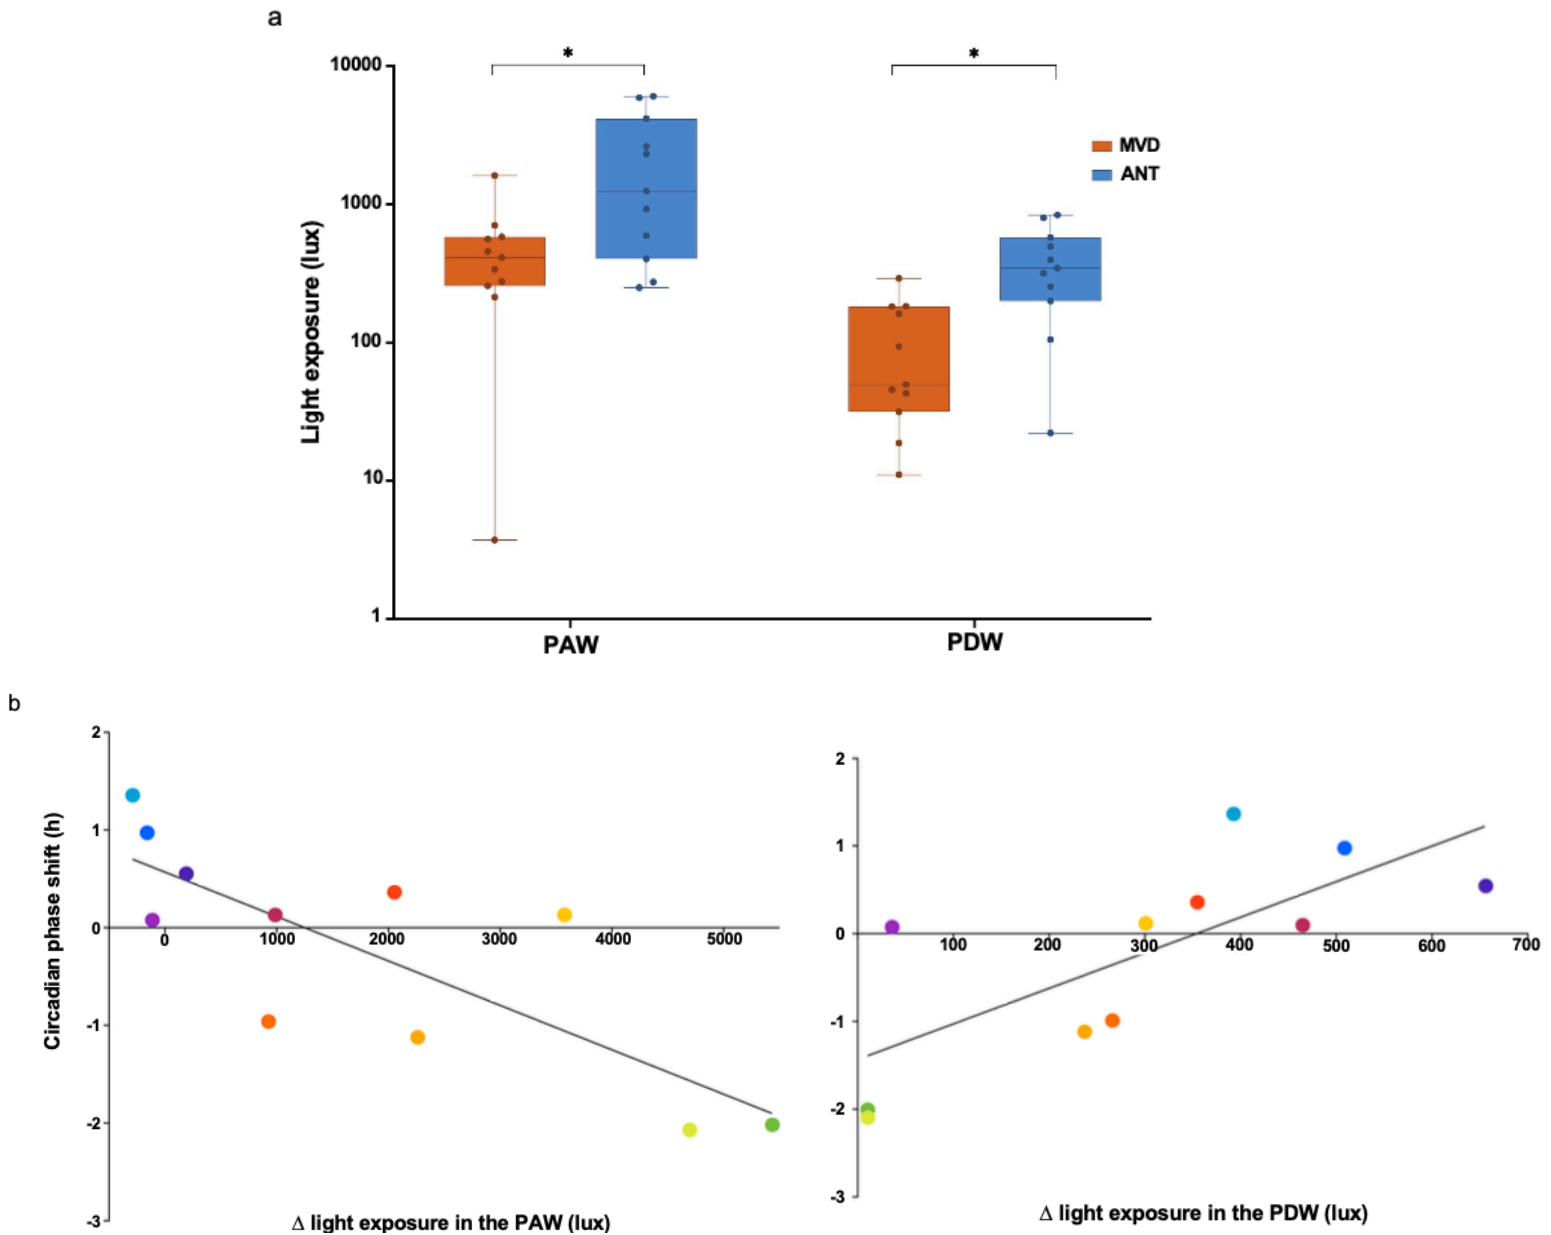 a
* *
10000
1000
100
10
1
Light exposure (lux)
MVD
ANT
PAW PDW
b
2
1
0
-1
-2
-3
Circadian phase shift (h)
0 1000 2000 3000 4000 5000
Δ light exposure in the PAW (lux)
2
1
0
-1
-2
-3
100 200 300 400 500 600 700
Δ light exposure in the PDW (lux)